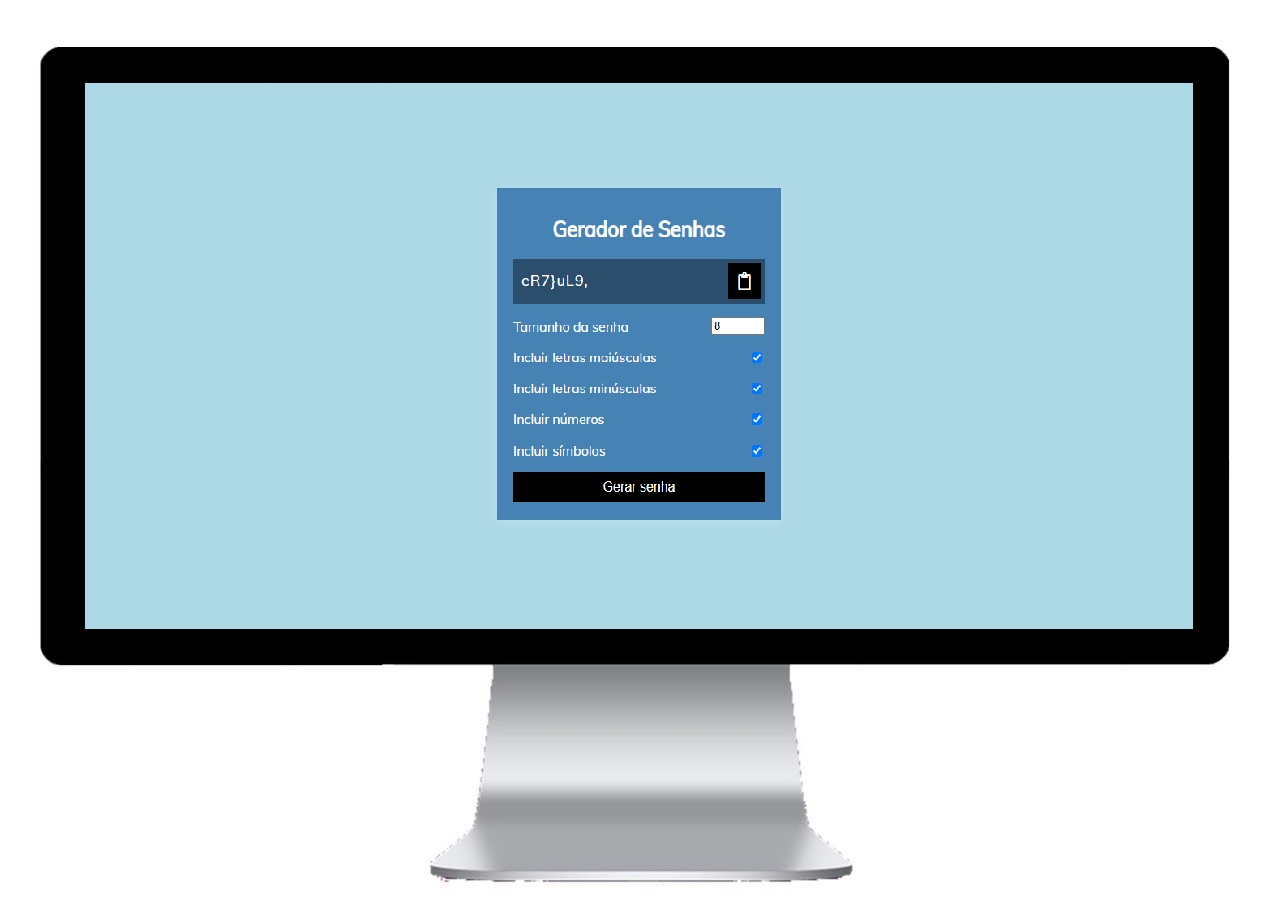 Gerador de Senhas
cR7}uL9,
Tamanho da senha 8
Incluir letras maiúsculas
Incluir letras minúsculas
Incluir números
Incluir símbolos
Gerar senha